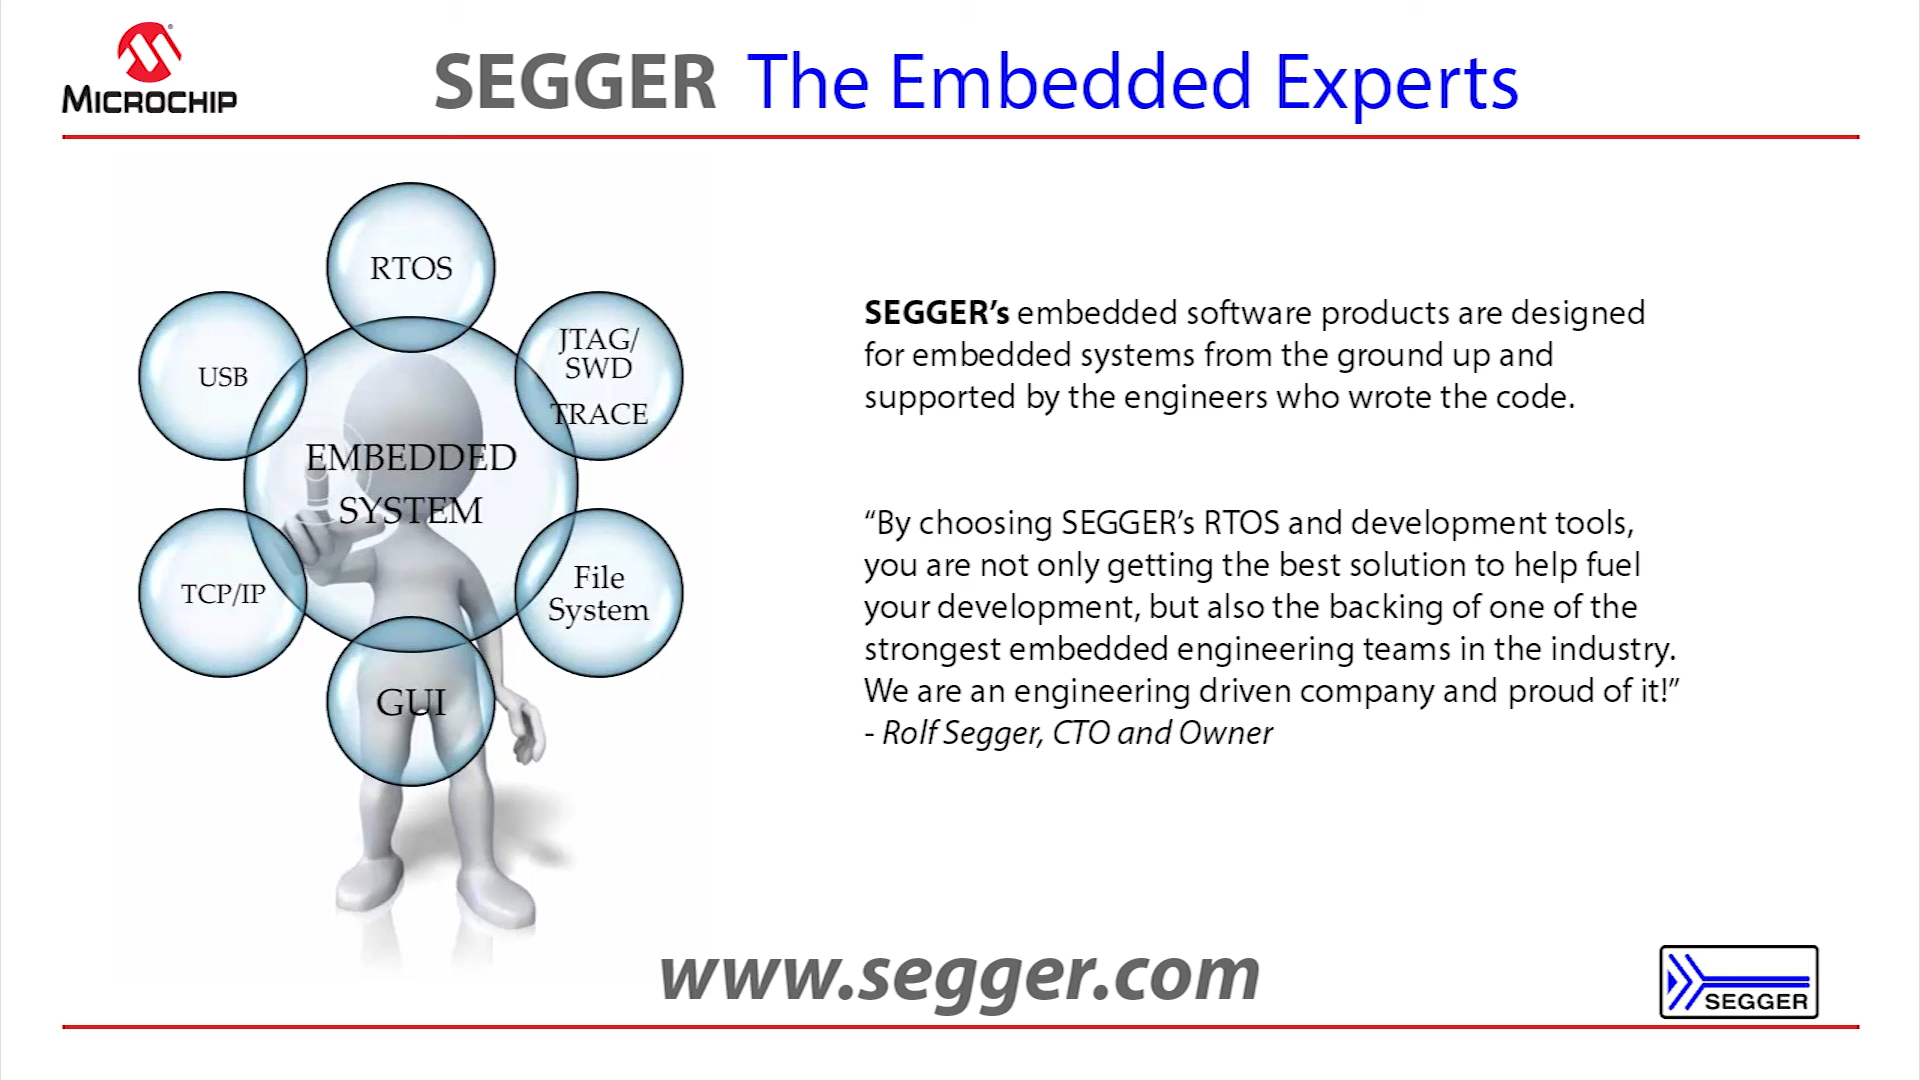 MICROCHIP
SEGGER The Embedded Experts
RTOS
USB
JTAG/
SWD
TRACE
EMBEDDED
SYSTEM
TCP/IP
File
System
GUI
SEGGER’s embedded software products are designed
for embedded systems from the ground up and
supported by the engineers who wrote the code.
“By choosing SEGGER’s RTOS and development tools,
you are not only getting the best solution to help fuel
your development, but also the backing of one of the
strongest embedded engineering teams in the industry.
We are an engineering driven company and proud of it!”
- Rolf Segger, CTO and Owner
www.segger.com
SEGGER